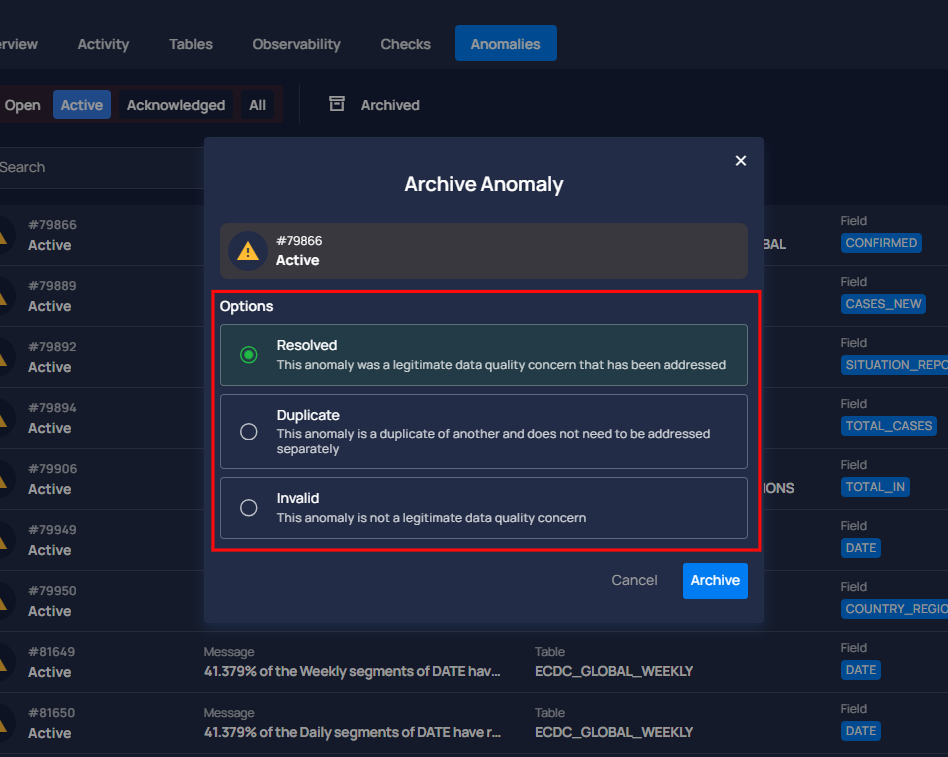 rview Activity Tables Observability Checks Anomalies
Open Active Acknowledged All Archived
Search
Archive Anomaly
#79866
Active
Options
Resolved
This anomaly was a legitimate data quality concern that has been addressed
Duplicate
This anomaly is a duplicate of another and does not need to be addressed
separately
Invalid
This anomaly is not a legitimate data quality concern
Cancel Archive
#79866 Field
Active BAL CONFIRMED
#79889 Field
Active CASES_NEW
#79892 Field
Active SITUATION_REPO
#79894 Field
Active TOTAL_CASES
#79906 Field
Active IONS TOTAL_IN
#79949 Field
Active DATE
#79950 Field
Active COUNTRY_REGIO
#81649 Message Table Field
Active 41.379% of the Weekly segments of DATE hav... ECDC_GLOBAL_WEEKLY DATE
#81650 Message Table Field
Active 41.379% of the Daily segments of DATE have r... ECDC_GLOBAL_WEEKLY DATE